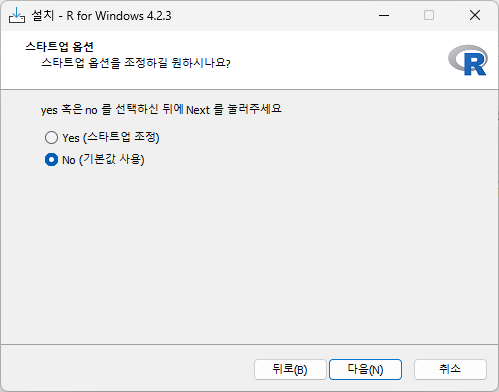 설치 - R for Windows 4.2.3
스타트업 옵션
스타트업 옵션을 조정하길 원하시나요?
R
yes 혹은 no 를 선택하신 뒤에 Next 를 눌러주세요
Yes (스타트업 조정)
No (기본값 사용)
뒤로(B)
다음(N)
취소